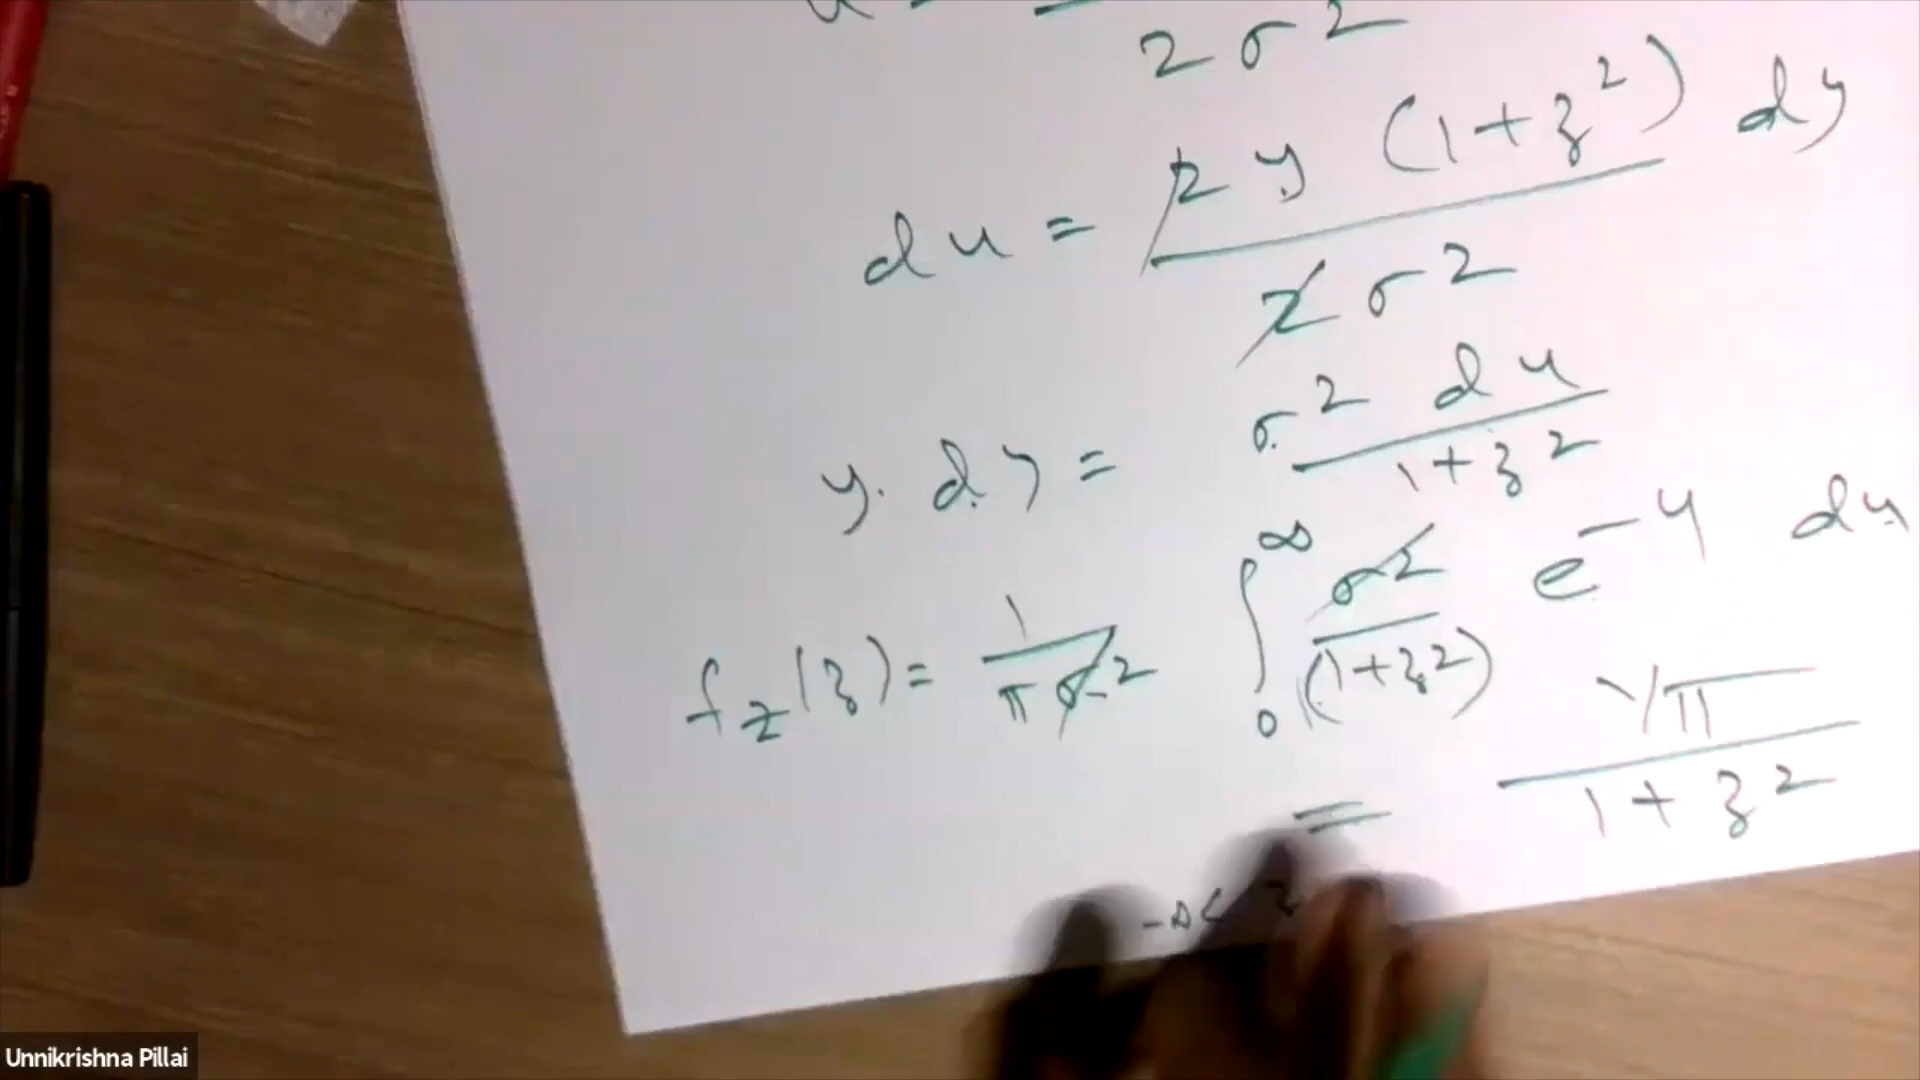 u =
2σ²
du = 2y (1+z²) dy / 2σ²
y. dy = σ² du / 1+z²
f_z(z) = 1/πσ² ∫₀^∞ σ²/(1+z²) e^-u du
= 1/π / 1+z²
-∞ < z
Unnikrishna Pillai